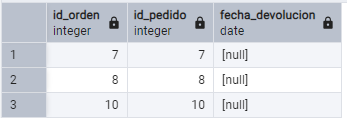 id_orden id_pedido fecha_devolucion
integer integer date
1 7 7 [null]
2 8 8 [null]
3 10 10 [null]